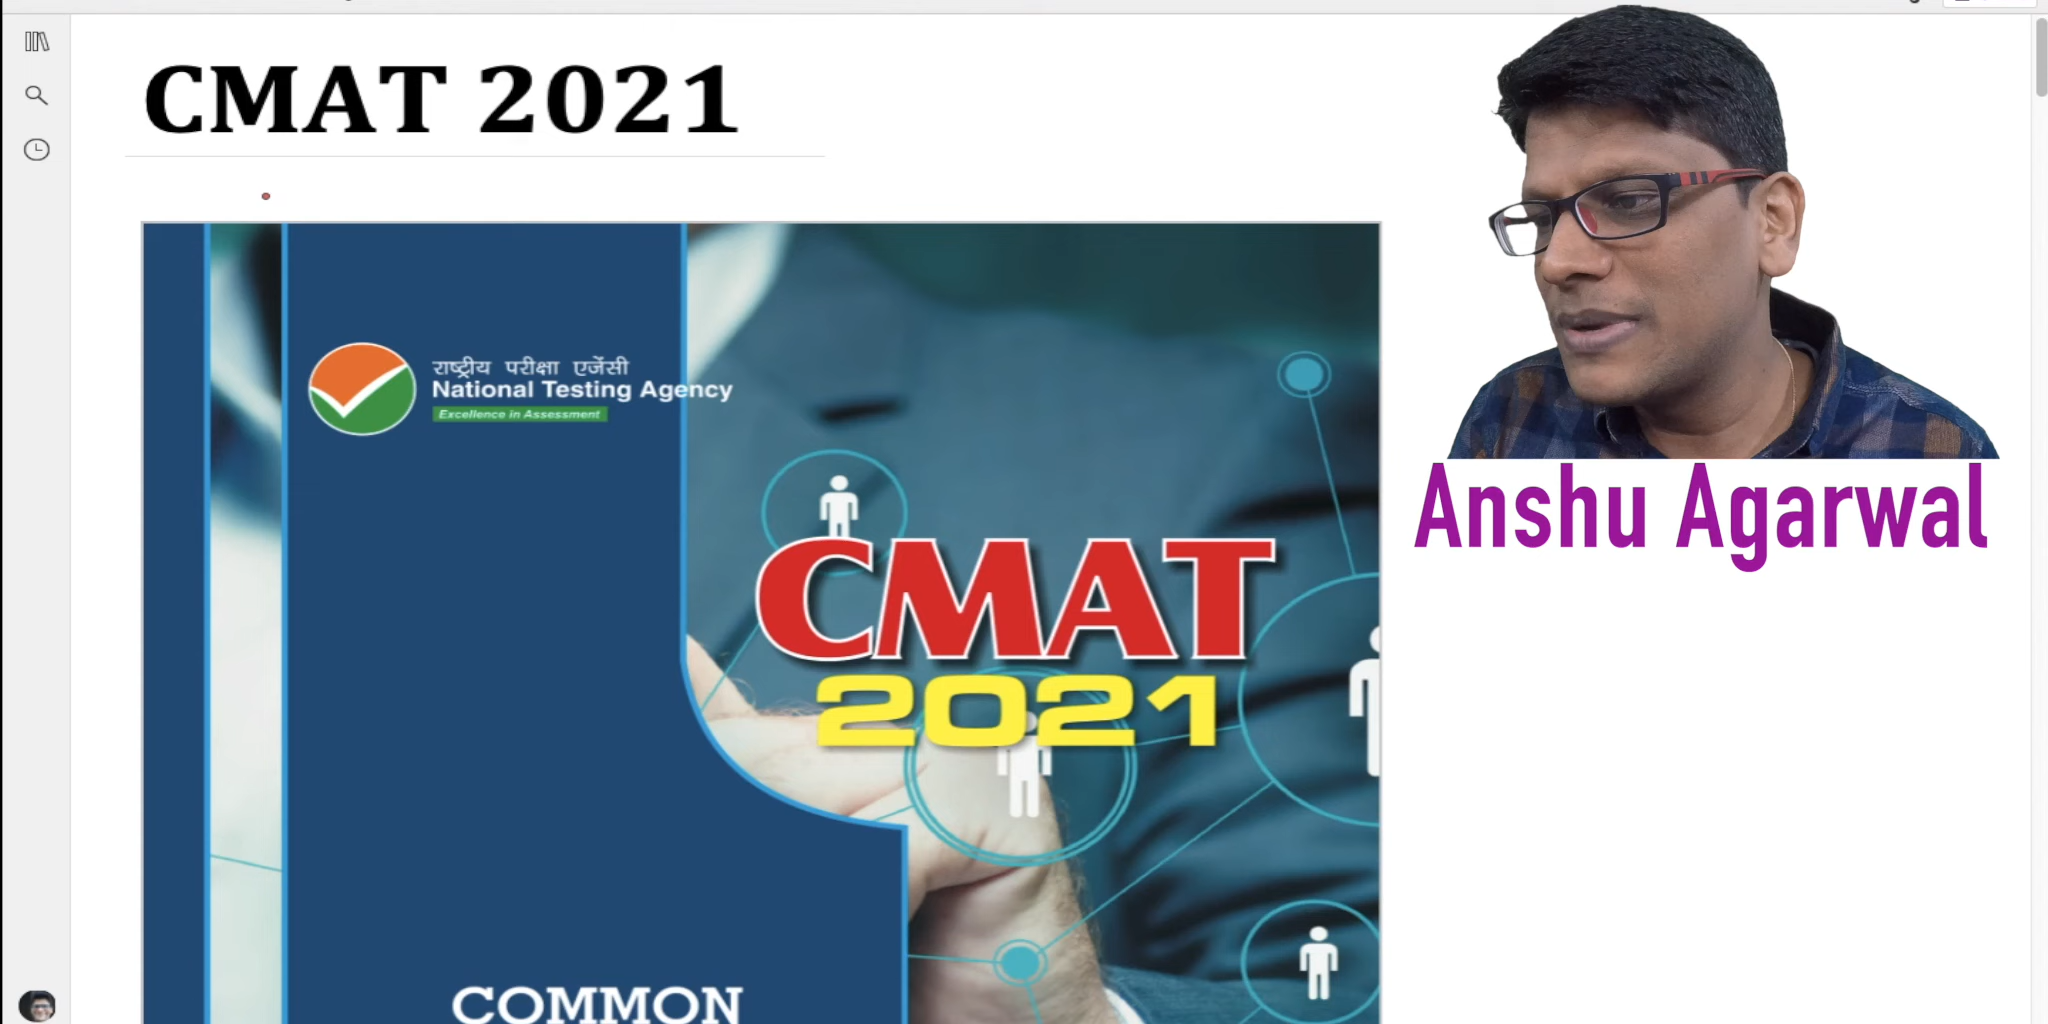 CMAT 2021
राष्ट्रीय परीक्षा एजेंसी
National Testing Agency
Excellence in Assessment
CMAT
2021
Anshu Agarwal
COMMON